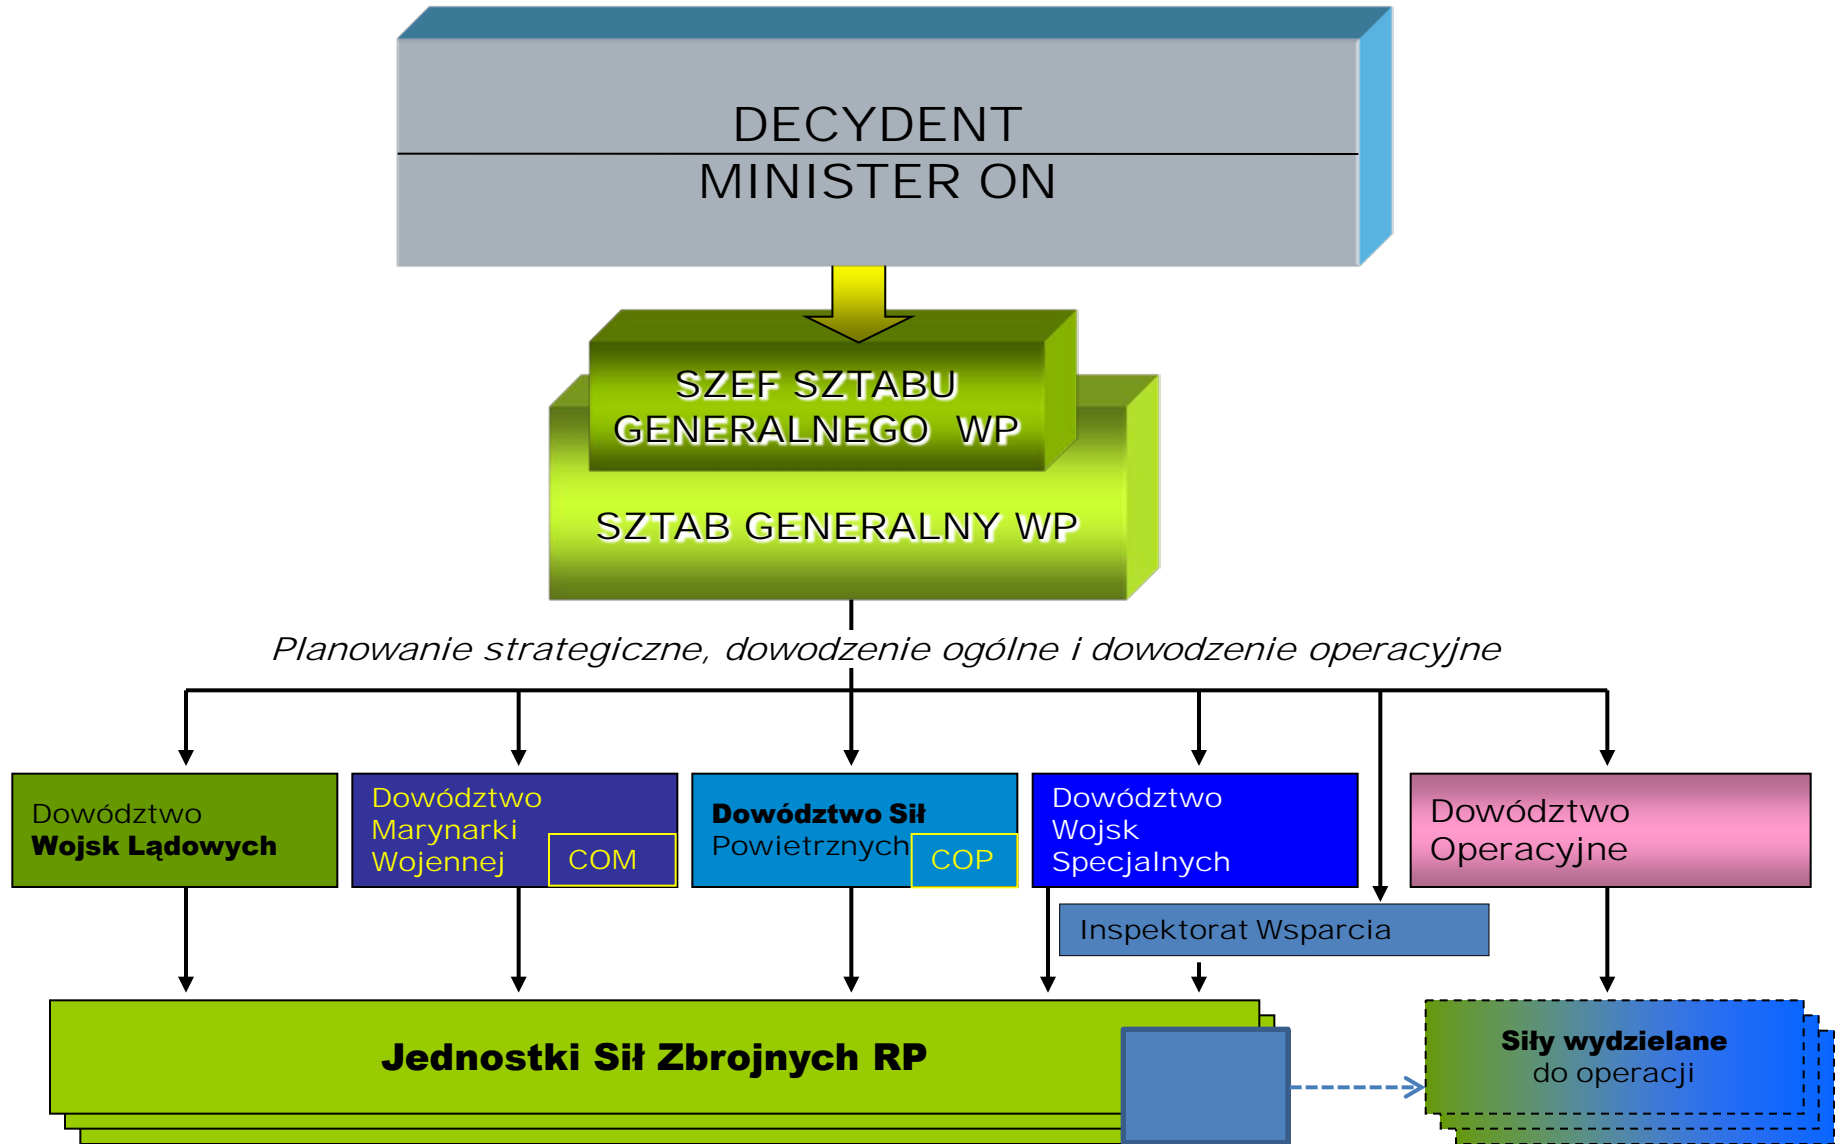 DECYDENT
MINISTER ON
SZEF SZTABU
GENERALNEGO WP
SZTAB GENERALNY WP
Planowanie strategiczne, dowodzenie ogólne i dowodzenie operacyjne
Dowództwo
Wojsk Lądowych
Dowództwo
Marynarki
Wojennej
COM
Dowództwo Sił
Powietrznych
COP
Dowództwo
Wojsk
Specjalnych
Dowództwo
Operacyjne
Inspektorat Wsparcia
Jednostki Sił Zbrojnych RP
Siły wydzielane
do operacji